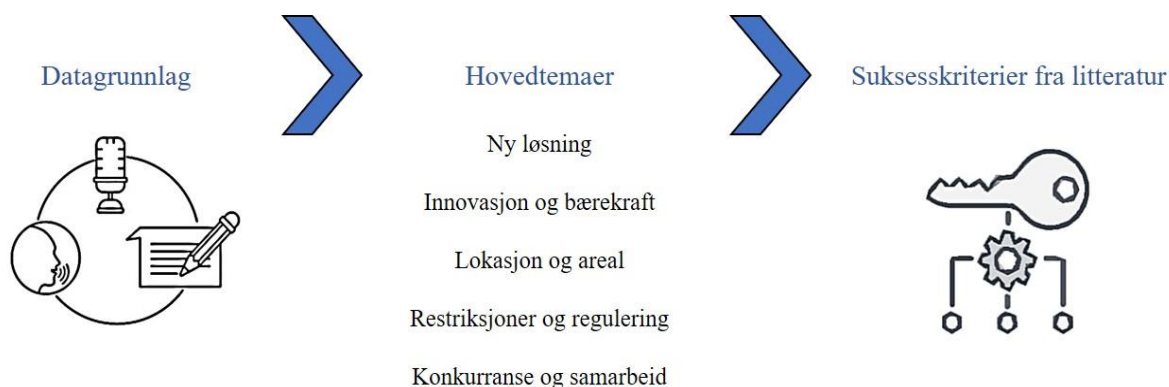 Datagrunnlag
Hovedtemaer
Suksesskriterier fra litteratur
Ny løsning
Innovasjon og bærekraft
Lokasjon og areal
Restriksjoner og regulering
Konkurranse og samarbeid